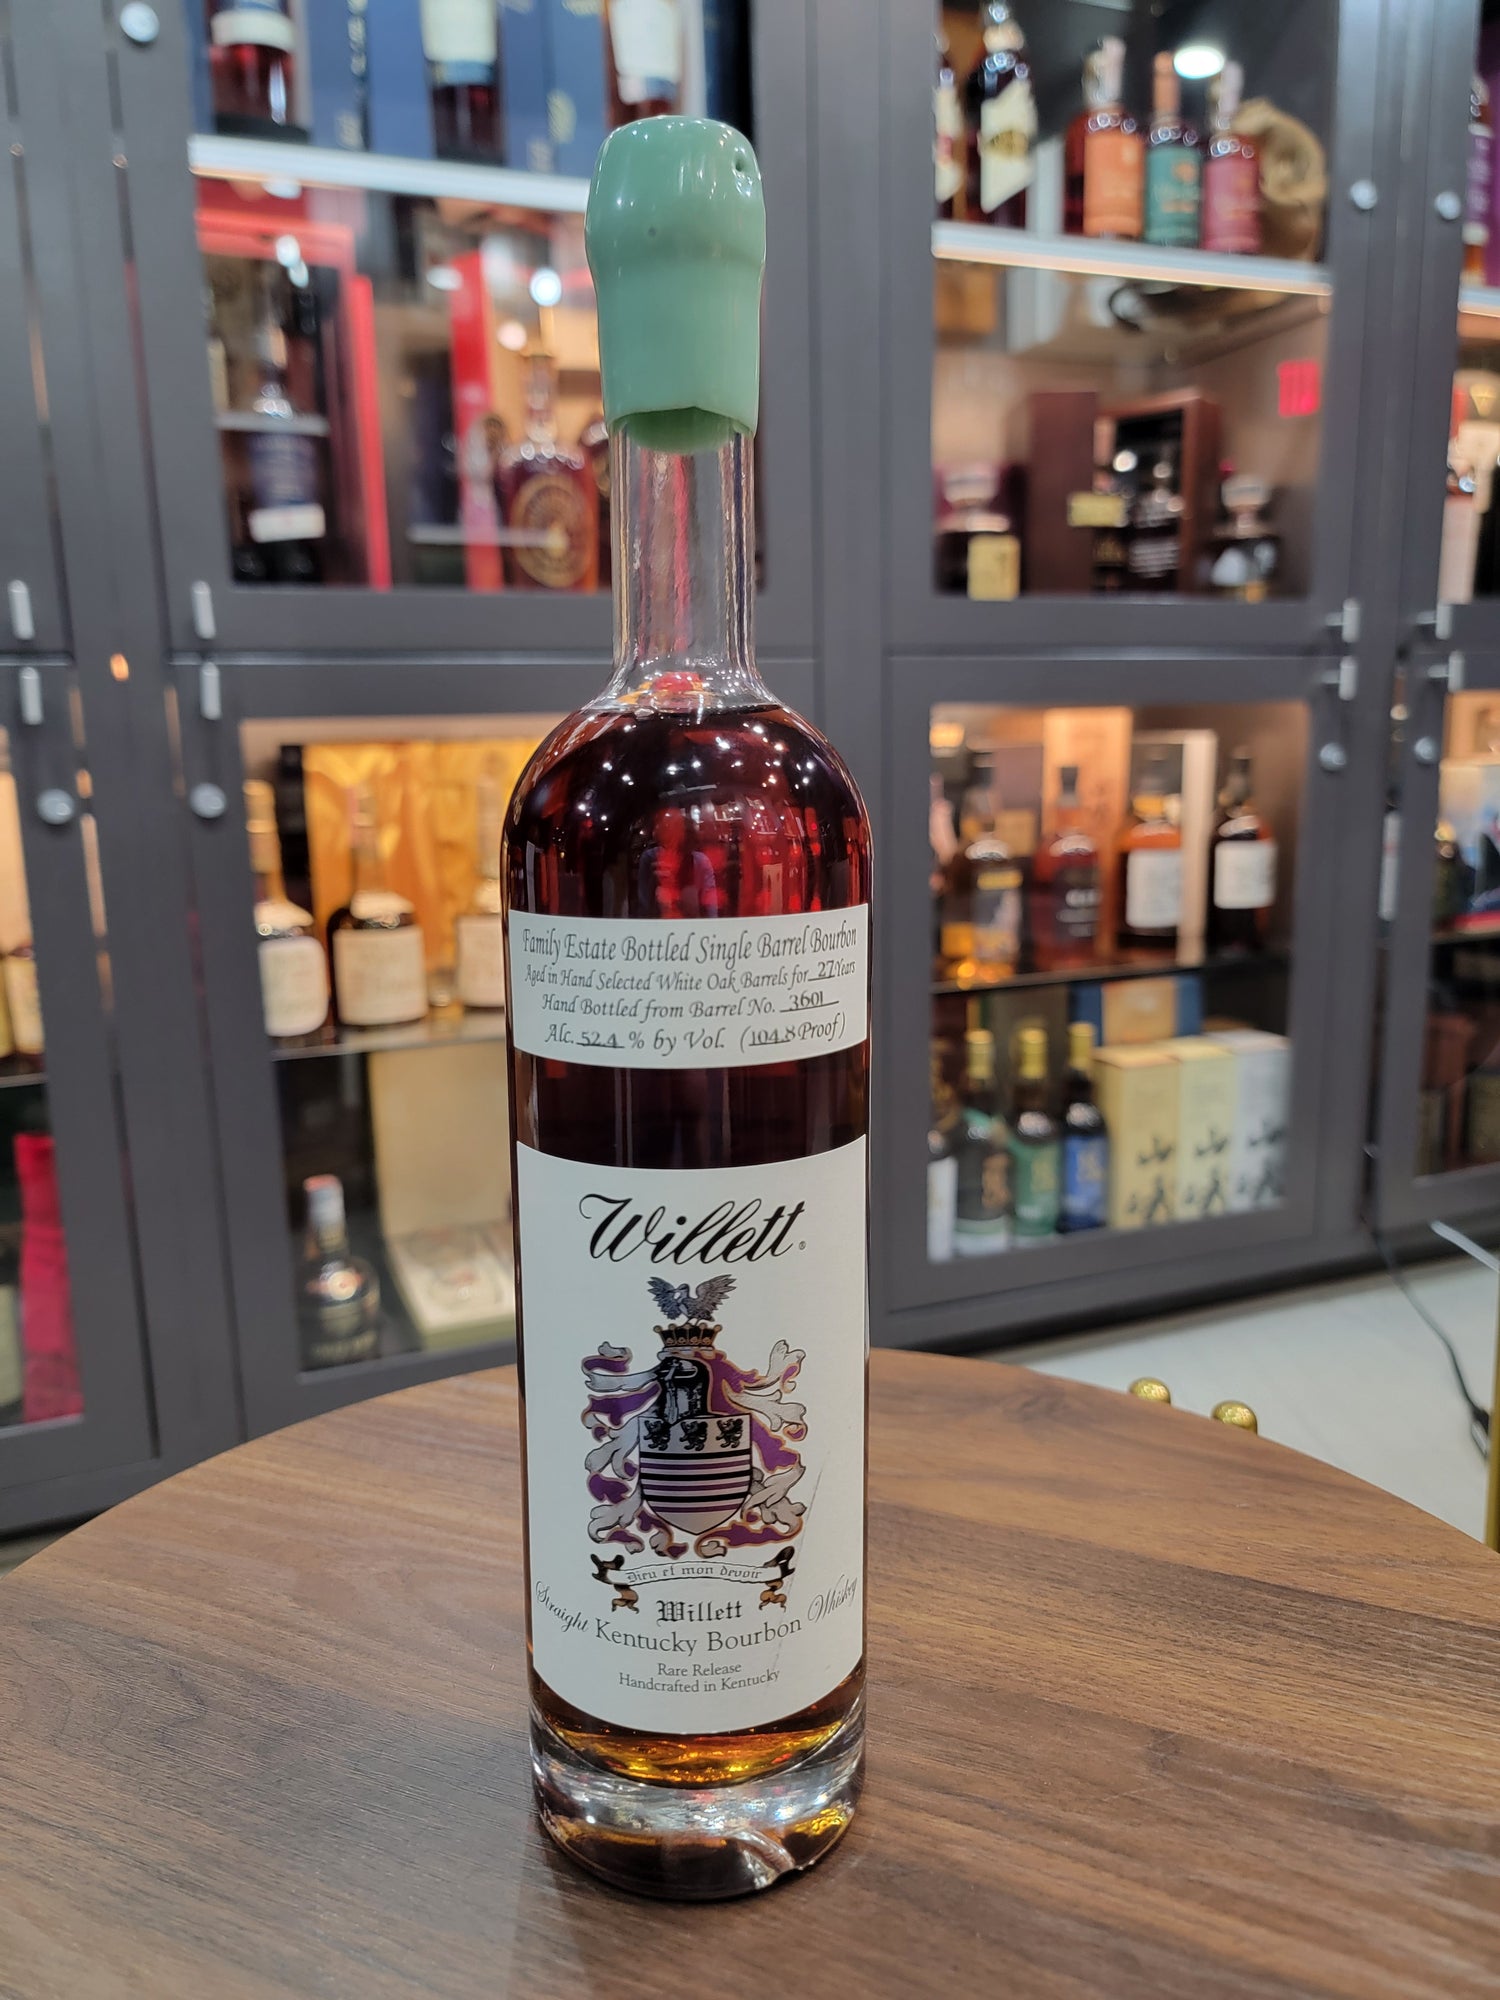 Family Estate Bottled Single Barrel Bourbon
Aged in Hand Selected White Oak Barrels for 27 Years
Hand Bottled from Barrel No. 3601
Alc. 52.4 % by Vol. (104.8 Proof)
Willett®
Dieu et mon devoir
Willett
Straight Kentucky Bourbon Whiskey
Rare Release
Handcrafted in Kentucky